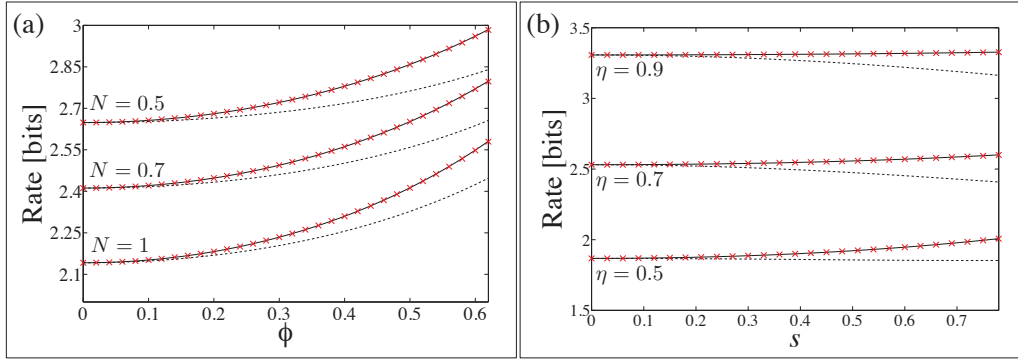 (a)
Rate [bits]
3
2.85
2.7
2.55
2.4
2.25
2.1
N = 0.5
N = 0.7
N = 1
0 0.1 0.2 0.3 0.4 0.5 0.6
ϕ
(b)
Rate [bits]
3.5
3
2.5
2
1.5
η = 0.9
η = 0.7
η = 0.5
0 0.1 0.2 0.3 0.4 0.5 0.6 0.7
s